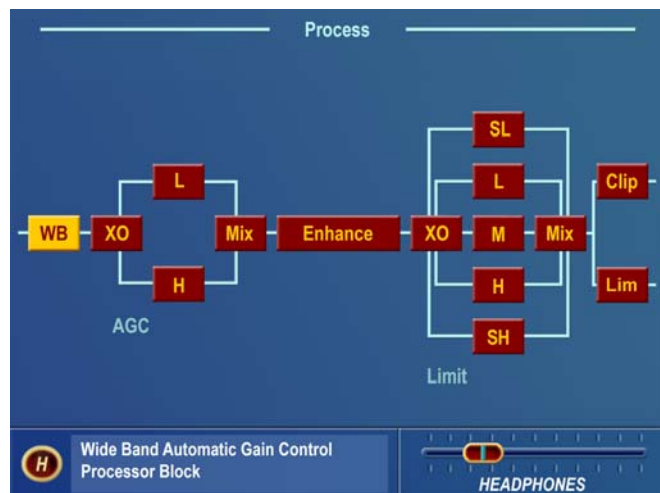 Process
SL
L
L
Clip
WB
XO
Mix
Enhance
XO
M
Mix
H
H
Lim
AGC
SH
Limit
H
Wide Band Automatic Gain Control
Processor Block
HEADPHONES